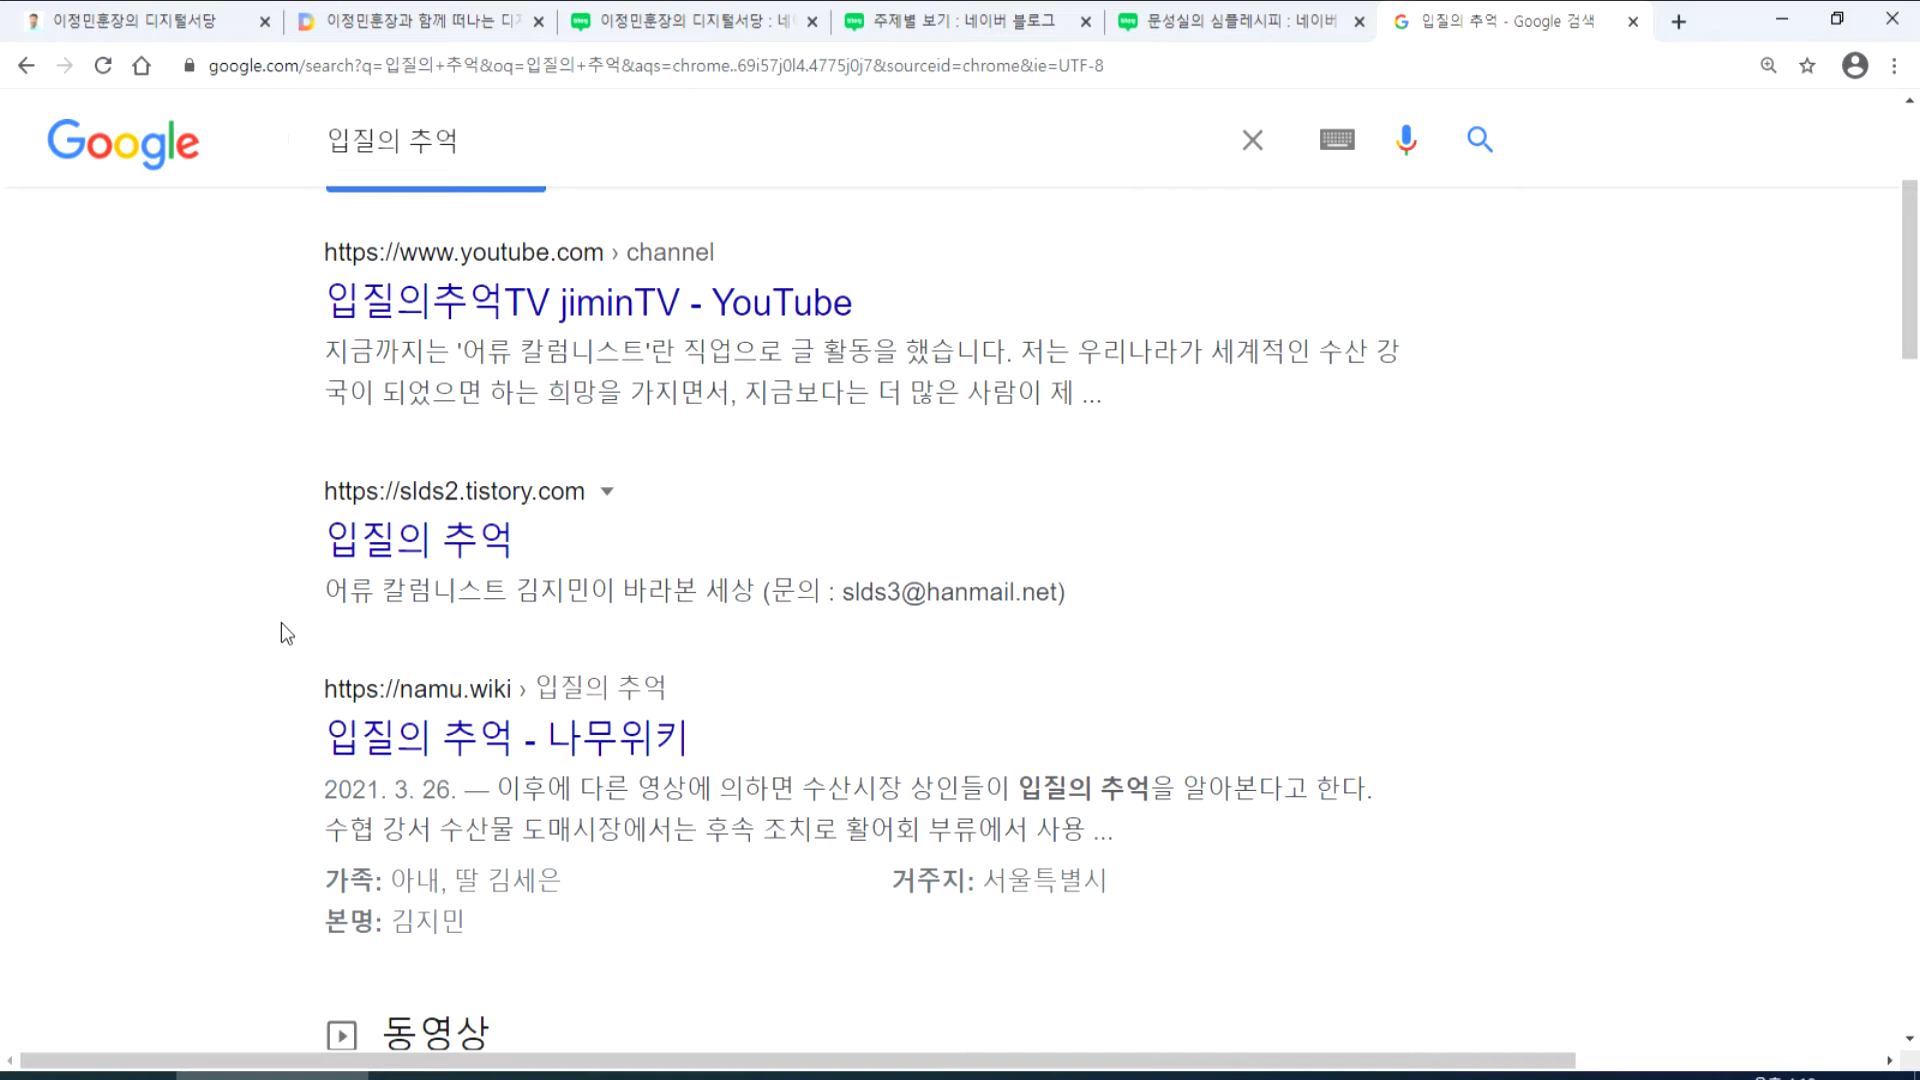 이정민훈장의 디지털서당
이정민훈장과 함께 떠나는 디지
이정민훈장의 디지털서당 : 네
주제별 보기 : 네이버 블로그
문성실의 심플레시피 : 네이버
입질의 추억 - Google 검색
google.com/search?q=입질의+추억&oq=입질의+추억&aqs=chrome..69i57j0l4.4775j0j7&sourceid=chrome&ie=UTF-8
Google
입질의 추억
https://www.youtube.com › channel
입질의추억TV jiminTV - YouTube
지금까지는 '어류 칼럼니스트'란 직업으로 글 활동을 했습니다. 저는 우리나라가 세계적인 수산 강
국이 되었으면 하는 희망을 가지면서, 지금보다는 더 많은 사람이 제 ...
https://slds2.tistory.com
입질의 추억
어류 칼럼니스트 김지민이 바라본 세상 (문의 : slds3@hanmail.net)
https://namu.wiki › 입질의 추억
입질의 추억 - 나무위키
2021. 3. 26. — 이후에 다른 영상에 의하면 수산시장 상인들이 입질의 추억을 알아본다고 한다.
수협 강서 수산물 도매시장에서는 후속 조치로 활어회 부류에서 사용 ...
가족: 아내, 딸 김세은
거주지: 서울특별시
본명: 김지민
동영상